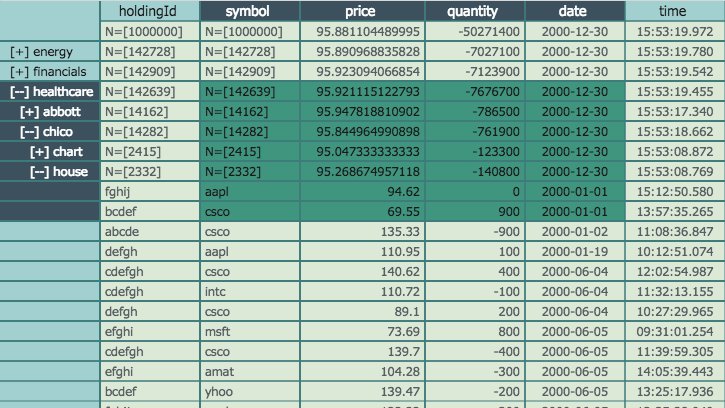 holdingId symbol price quantity date time
N=[1000000] N=[1000000] 95.881104489995 -50271400 2000-12-30 15:53:19.972
[+] energy N=[142728] N=[142728] 95.890968835828 -7027100 2000-12-30 15:53:19.780
[+] financials N=[142909] N=[142909] 95.923094066854 -7123900 2000-12-30 15:53:19.542
[--] healthcare N=[142639] N=[142639] 95.921115122793 -7676700 2000-12-30 15:53:19.455
[+] abbott N=[14162] N=[14162] 95.947818810902 -786500 2000-12-30 15:53:17.340
[--] chico N=[14282] N=[14282] 95.844964990898 -761900 2000-12-30 15:53:18.662
[+] chart N=[2415] N=[2415] 95.047333333333 -123300 2000-12-30 15:53:08.872
[--] house N=[2332] N=[2332] 95.268674957118 -140800 2000-12-30 15:53:08.769
fghij aapl 94.62 0 2000-01-01 15:12:50.580
bcdef csco 69.55 900 2000-01-01 13:57:35.265
abcde csco 135.33 -900 2000-01-02 11:08:36.847
defgh aapl 110.95 100 2000-01-19 10:12:51.074
cdefgh csco 140.62 400 2000-06-04 12:02:54.987
cdefgh intc 110.72 -100 2000-06-04 11:32:13.155
defgh csco 89.1 200 2000-06-04 10:27:29.965
efghi msft 73.69 800 2000-06-05 09:31:01.254
cdefgh csco 139.7 -400 2000-06-05 11:39:59.305
efghi amat 104.28 -300 2000-06-05 14:05:39.443
bcdef yhoo 139.47 -200 2000-06-05 13:25:17.936